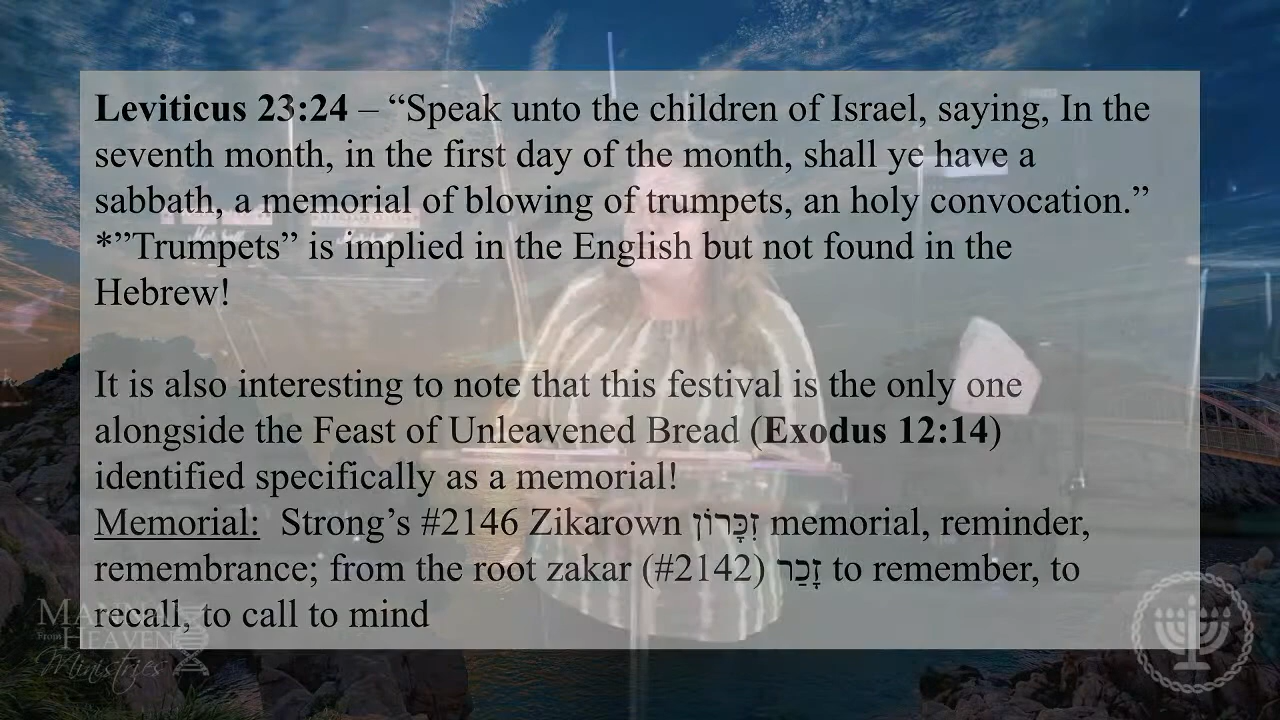 Leviticus 23:24 – “Speak unto the children of Israel, saying, In the
seventh month, in the first day of the month, shall ye have a
sabbath, a memorial of blowing of trumpets, an holy convocation.”
*”Trumpets” is implied in the English but not found in the
Hebrew!
It is also interesting to note that this festival is the only one
alongside the Feast of Unleavened Bread (Exodus 12:14)
identified specifically as a memorial!
Memorial: Strong’s #2146 Zikarown זִכָּרוֹן memorial, reminder,
remembrance; from the root zakar (#2142) זָכַר to remember, to
recall, to call to mind
From
HEAVEN
Ministries